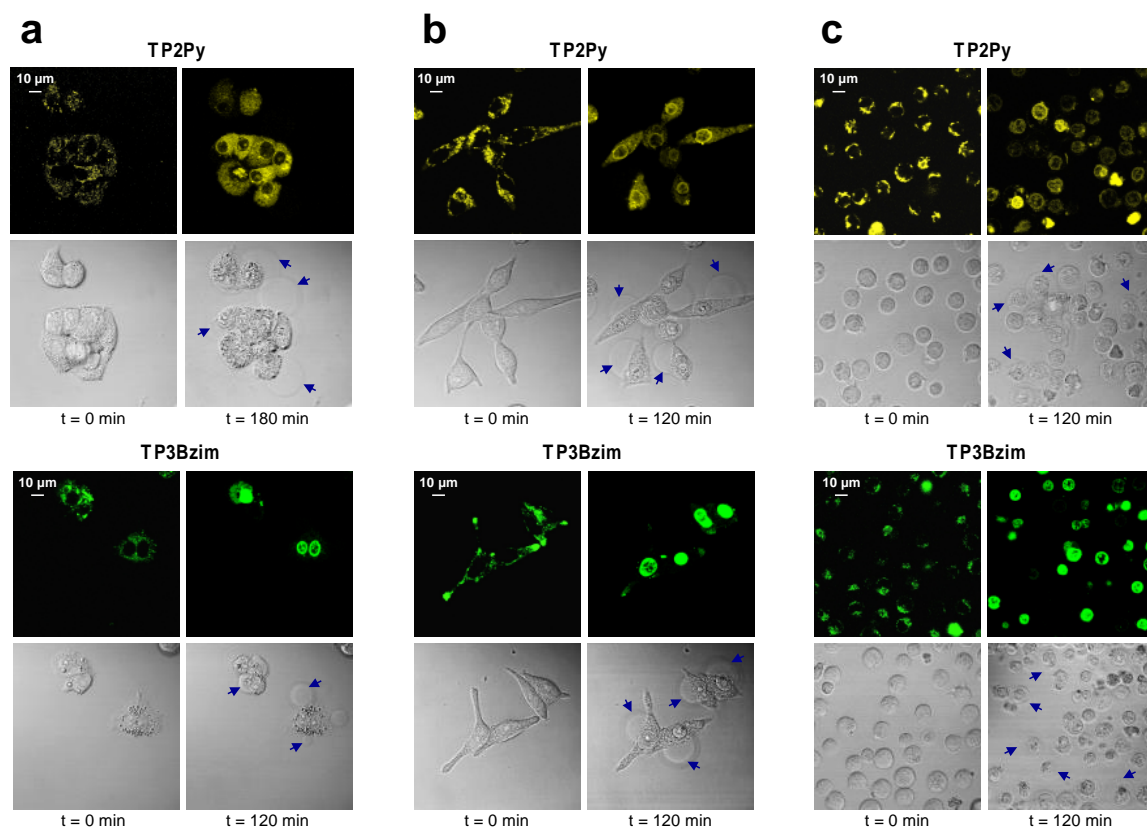 a b c
TP2Py TP2Py TP2Py
10 µm 10 µm 10 µm
t = 0 min t = 180 min t = 0 min t = 120 min t = 0 min t = 120 min
TP3Bzim TP3Bzim TP3Bzim
10 µm 10 µm 10 µm
t = 0 min t = 120 min t = 0 min t = 120 min t = 0 min t = 120 min